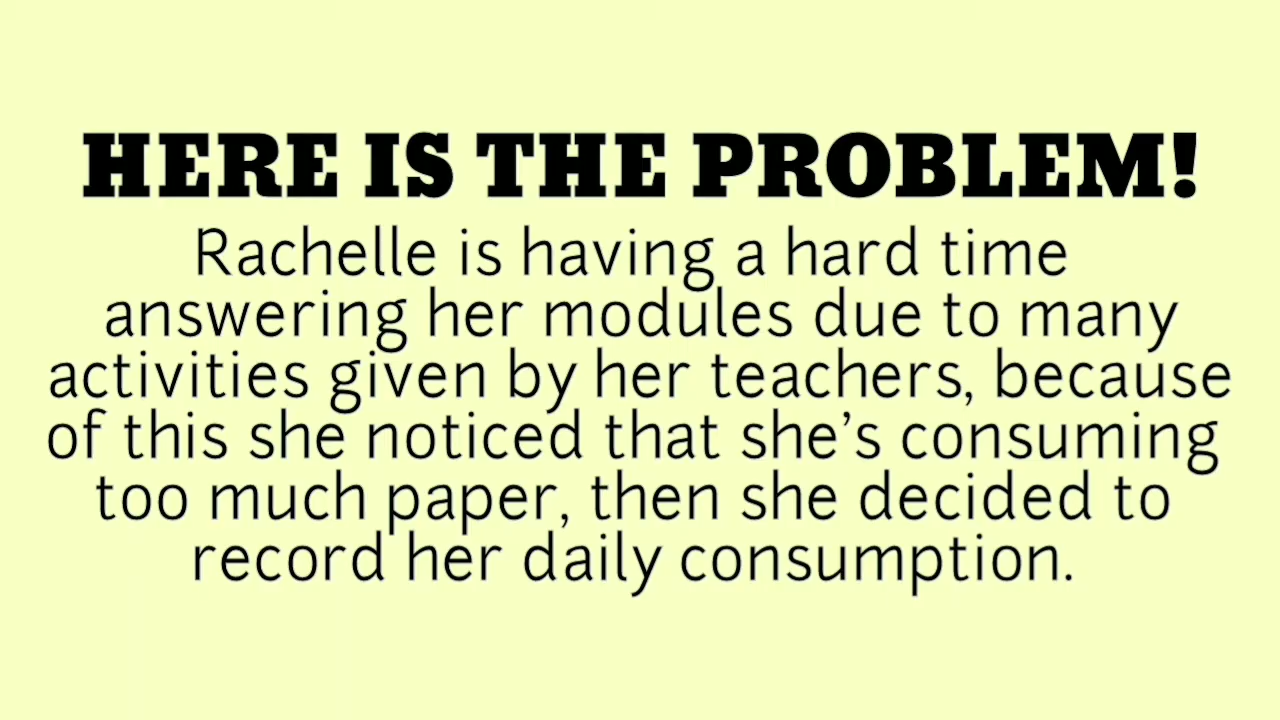 HERE IS THE PROBLEM!
Rachelle is having a hard time
answering her modules due to many
activities given by her teachers, because
of this she noticed that she’s consuming
too much paper, then she decided to
record her daily consumption.